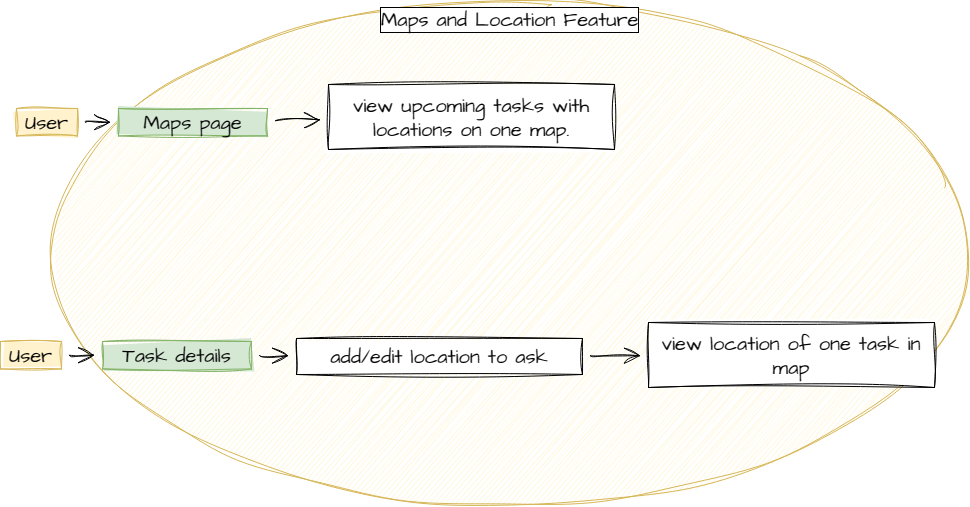 Maps and Location Feature
User
Maps page
view upcoming tasks with
locations on one map.
User
Task details
add/edit location to ask
view location of one task in
map